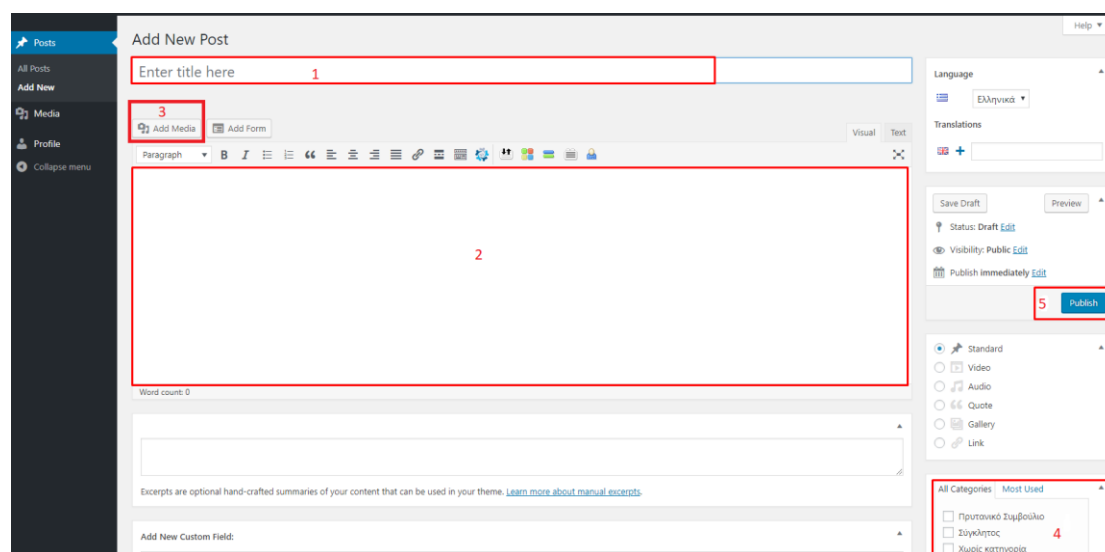 Help
Posts
Add New Post
All Posts
Add New
Media
Profile
Collapse menu
Enter title here 1
3
Add Media Add Form
Visual Text
Paragraph B I
2
Word count: 0
Excerpts are optional hand-crafted summaries of your content that can be used in your theme. Learn more about manual excerpts.
Add New Custom Field:
Language
Ελληνικά
Translations
Save Draft Preview
Status: Draft Edit
Visibility: Public Edit
Publish immediately Edit
5 Publish
Standard
Video
Audio
Quote
Gallery
Link
All Categories Most Used
Πρυτανικό Συμβούλιο
Σύγκλητος 4
Χωρίς κατηγορία